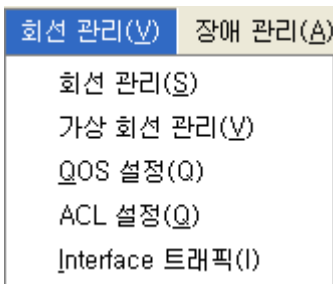 회선 관리(V) 장애 관리(A)
회선 관리(S)
가상 회선 관리(V)
QOS 설정(Q)
ACL 설정(Q)
Interface 트래픽(I)